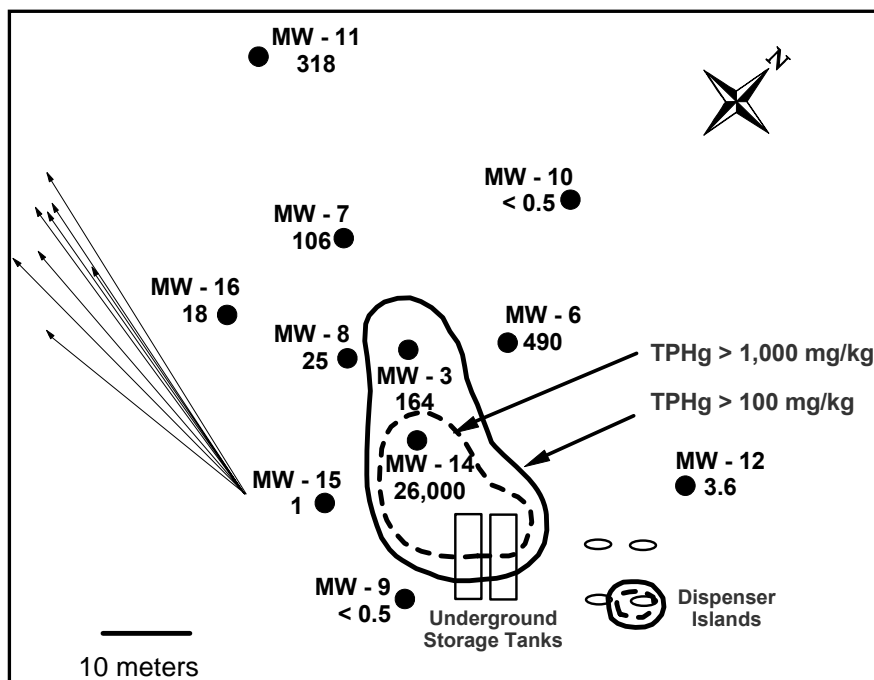 MW - 11
318
N
MW - 10
< 0.5
MW - 7
106
MW - 16
18
MW - 8
25
MW - 6
490
TPHg > 1,000 mg/kg
MW - 3
164
TPHg > 100 mg/kg
MW - 14
26,000
MW - 12
3.6
MW - 15
1
MW - 9
< 0.5
Underground
Storage Tanks
Dispenser
Islands
10 meters